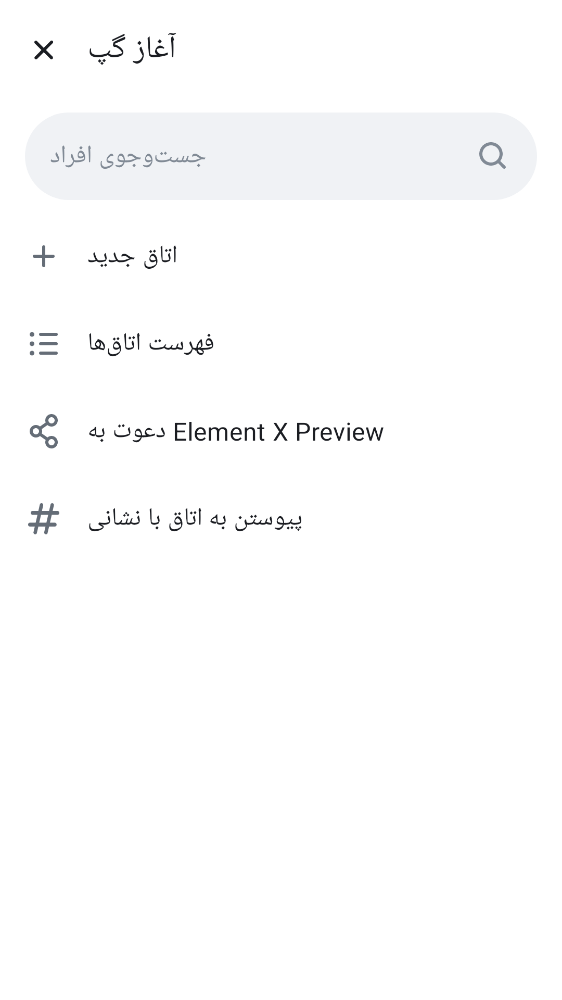 آغاز گپ
جست‌وجوی افراد
اتاق جدید
فهرست اتاق‌ها
دعوت به Element X Preview
پیوستن به اتاق با نشانی